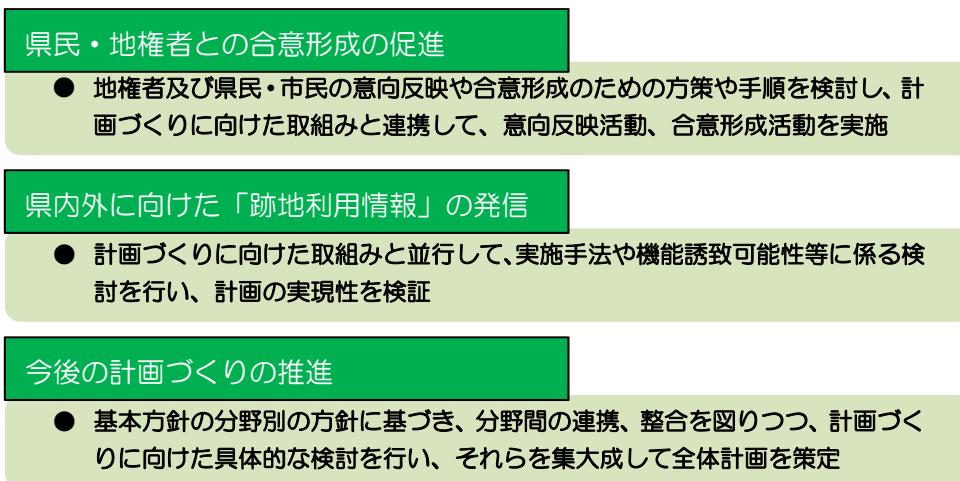 県民・地権者との合意形成の促進
● 地権者及び県民・市民の意向反映や合意形成のための方策や手順を検討し、計
画づくりに向けた取組みと連携して、意向反映活動、合意形成活動を実施
県内外に向けた「跡地利用情報」の発信
● 計画づくりに向けた取組みと並行して、実施手法や機能誘致可能性等に係る検
討を行い、計画の実現性を検証
今後の計画づくりの推進
● 基本方針の分野別の方針に基づき、分野間の連携、整合を図りつつ、計画づく
りに向けた具体的な検討を行い、それらを集大成して全体計画を策定